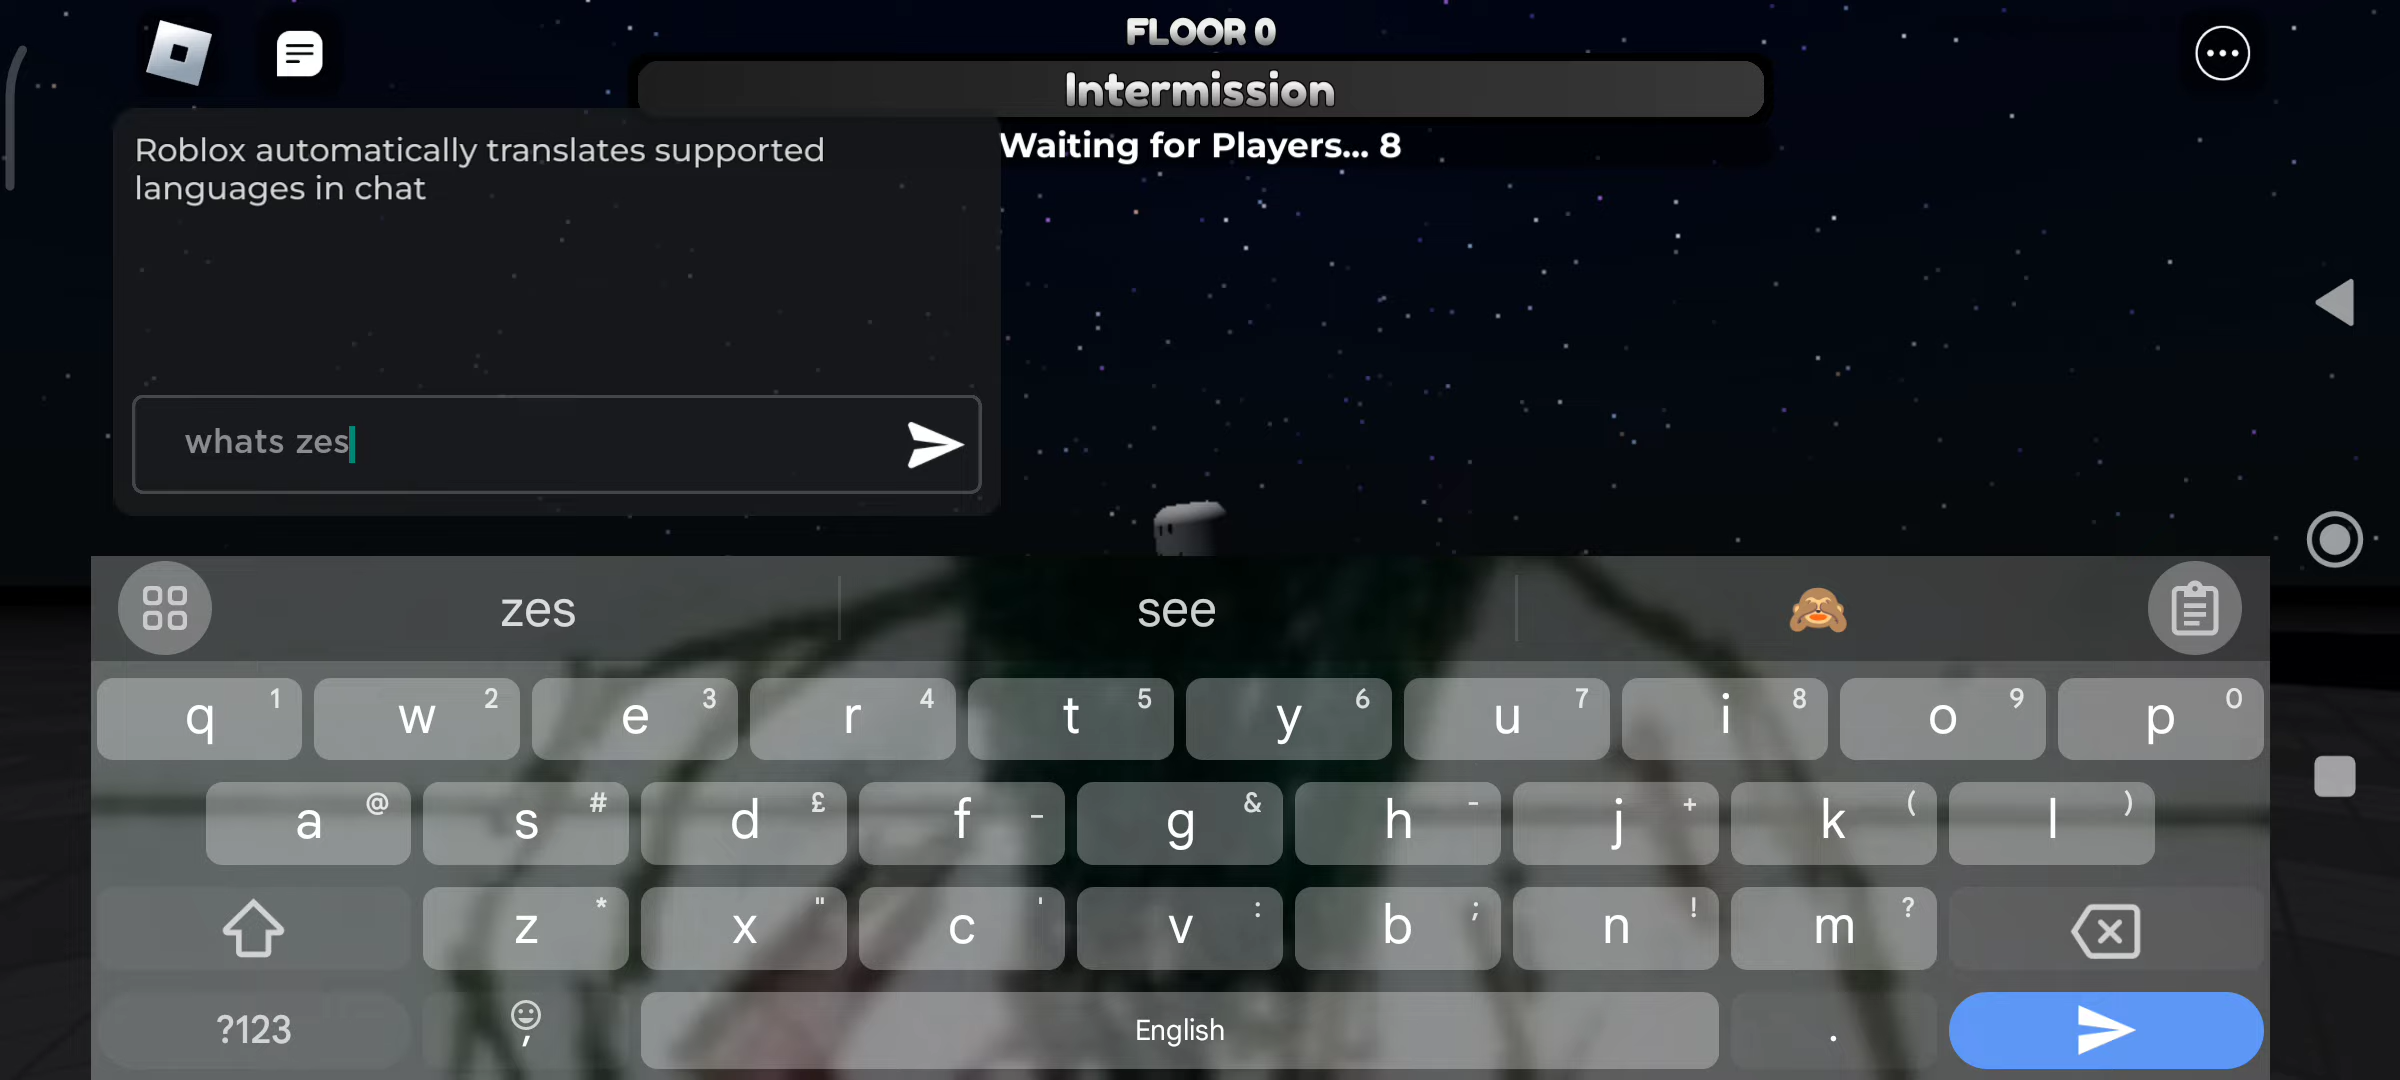 FLOOR 0
Intermission
Waiting for Players... 8
Roblox automatically translates supported
languages in chat
whats zes
zes see
q 1 w 2 e 3 r 4 t 5 y 6 u 7 i 8 o 9 p 0
a @ s # d £ f _ g & h - j + k ( l )
z * x " c ' v : b ; n ! m ?
?123 , English .